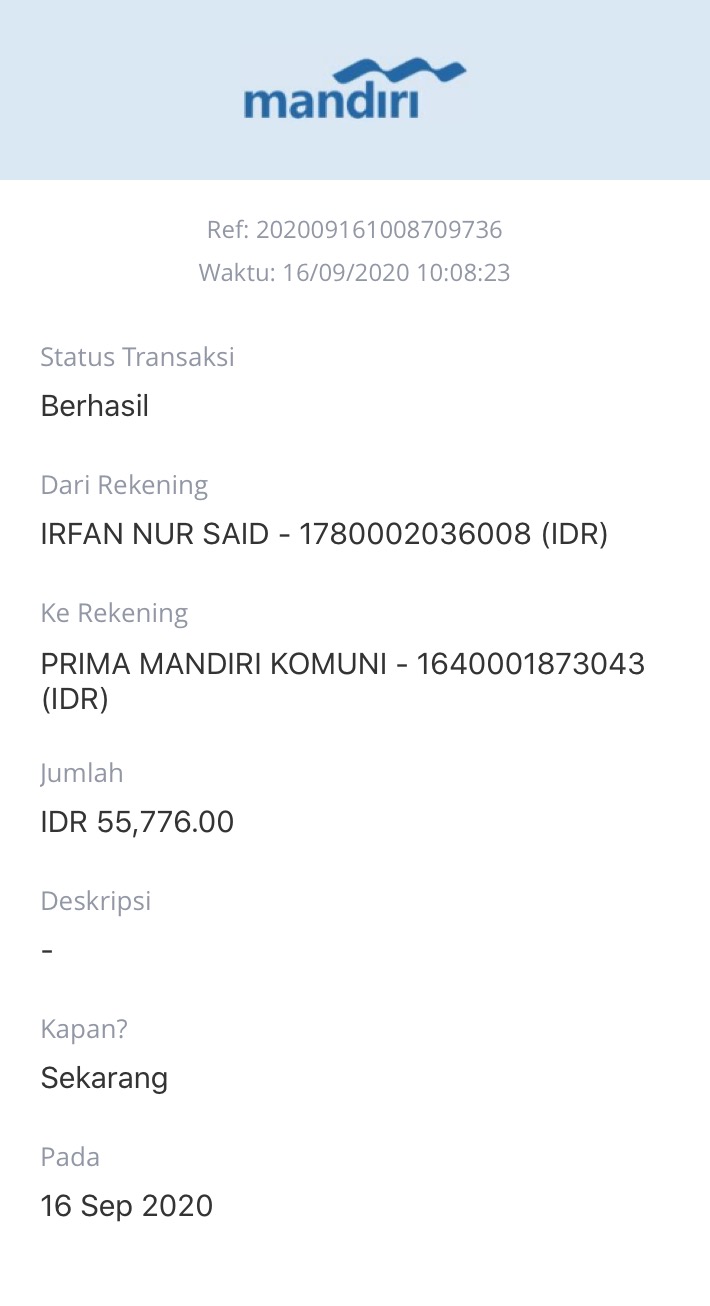 mandiri
Ref: 202009161008709736
Waktu: 16/09/2020 10:08:23
Status Transaksi
Berhasil
Dari Rekening
IRFAN NUR SAID - 1780002036008 (IDR)
Ke Rekening
PRIMA MANDIRI KOMUNI - 1640001873043
(IDR)
Jumlah
IDR 55,776.00
Deskripsi
-
Kapan?
Sekarang
Pada
16 Sep 2020